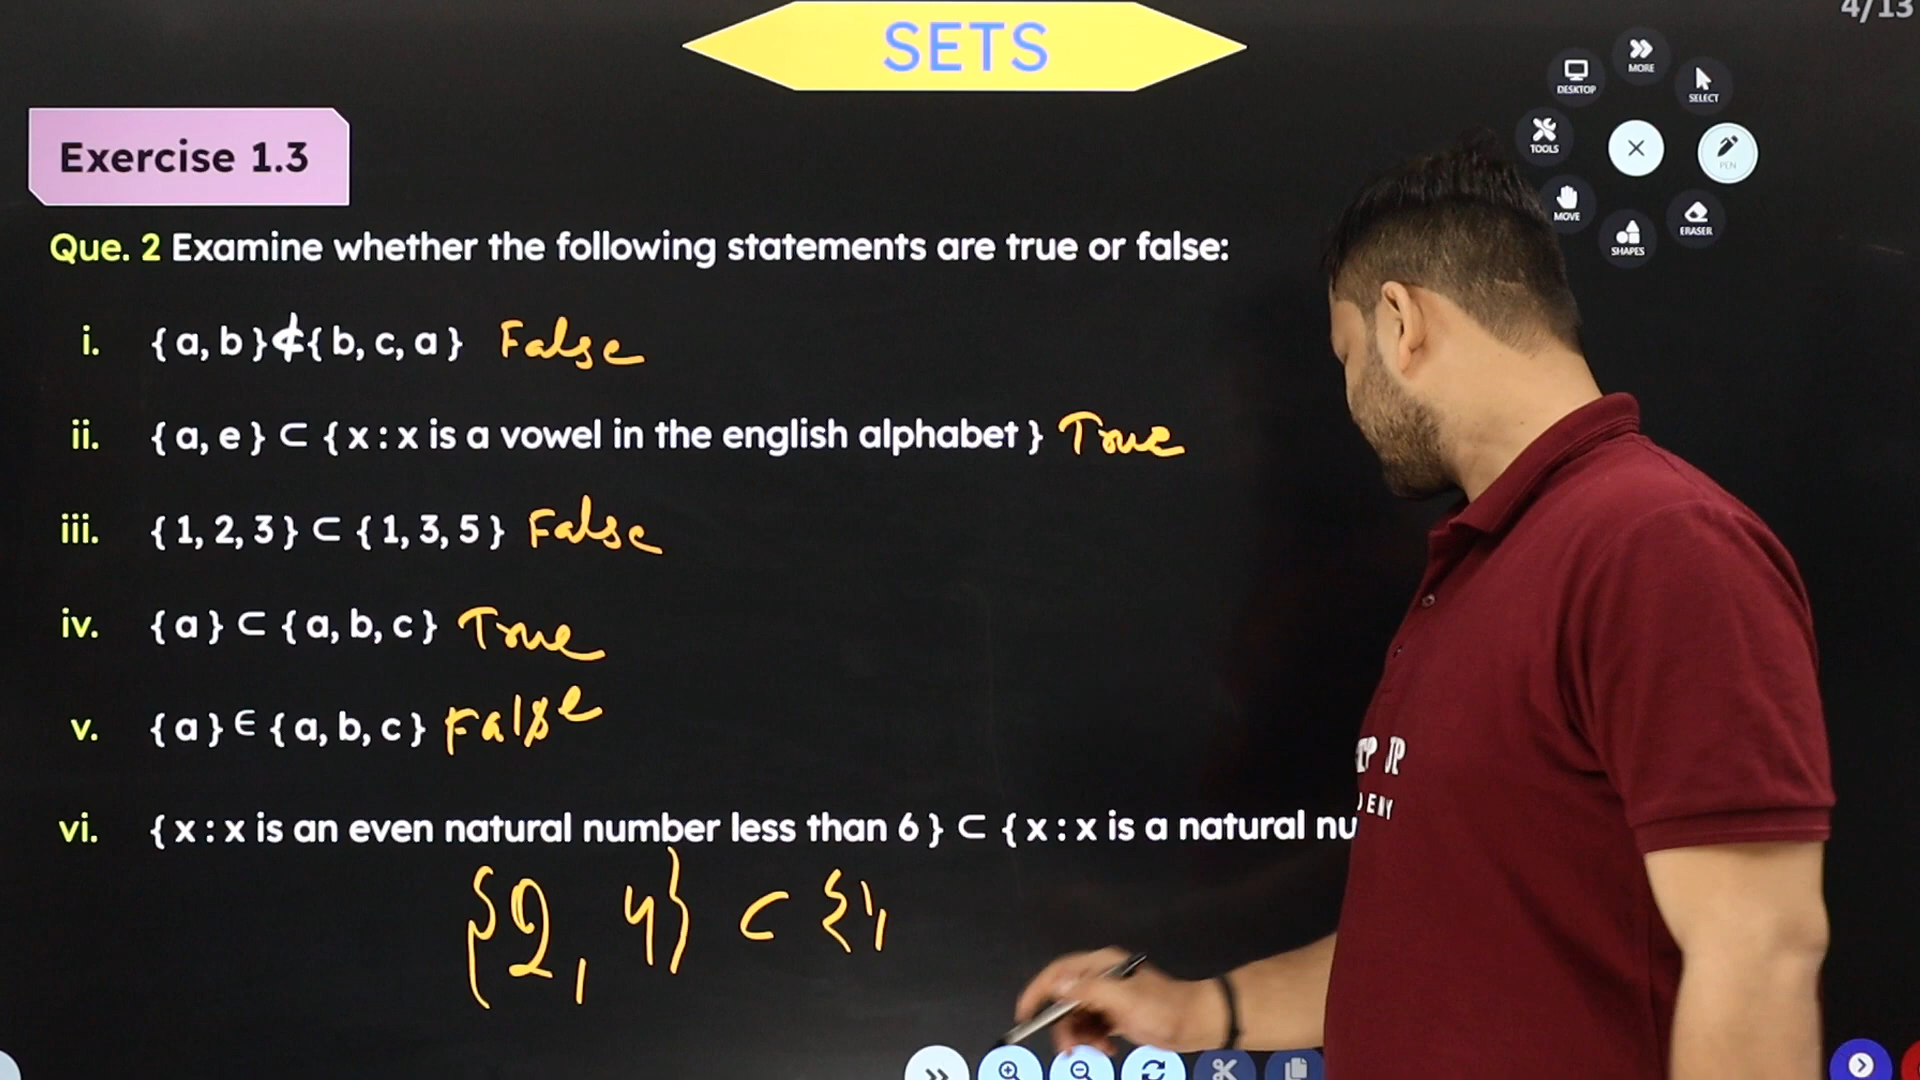 4/13
SETS
MORE
DESKTOP
SELECT
TOOLS
PEN
MOVE
ERASER
SHAPES
Exercise 1.3
Que. 2 Examine whether the following statements are true or false:
i. { a, b } ⊄ { b, c, a } False
ii. { a, e } ⊂ { x : x is a vowel in the english alphabet } True
iii. { 1, 2, 3 } ⊂ { 1, 3, 5 } False
iv. { a } ⊂ { a, b, c } True
v. { a } ∈ { a, b, c } False
vi. { x : x is an even natural number less than 6 } ⊂ { x : x is a natural nu
{2, 4} ⊂ {1,